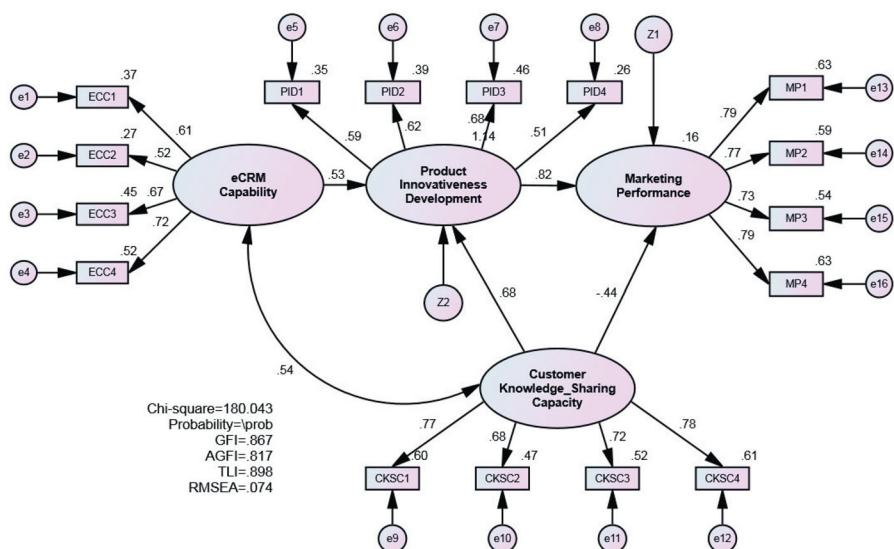 e5
e6
e7
e8
Z1
.37
.35
.39
.46
.26
.63
e1
ECC1
PID1
PID2
PID3
PID4
MP1
e13
.61
.59
.62
.68
1.14
.51
.16
.79
.27
.59
e2
ECC2
.52
.77
MP2
e14
eCRM
Capability
.53
Product
Innovativeness
Development
.82
Marketing
Performance
.45
.67
.73
.54
e3
ECC3
MP3
e15
.72
.79
.52
.63
e4
ECC4
MP4
e16
Z2
.68
-.44
.54
Customer
Knowledge_Sharing
Capacity
Chi-square=180.043
Probability=\prob
GFI=.867
AGFI=.817
TLI=.898
RMSEA=.074
.77
.68
.72
.78
.60
.47
.52
.61
CKSC1
CKSC2
CKSC3
CKSC4
e9
e10
e11
e12